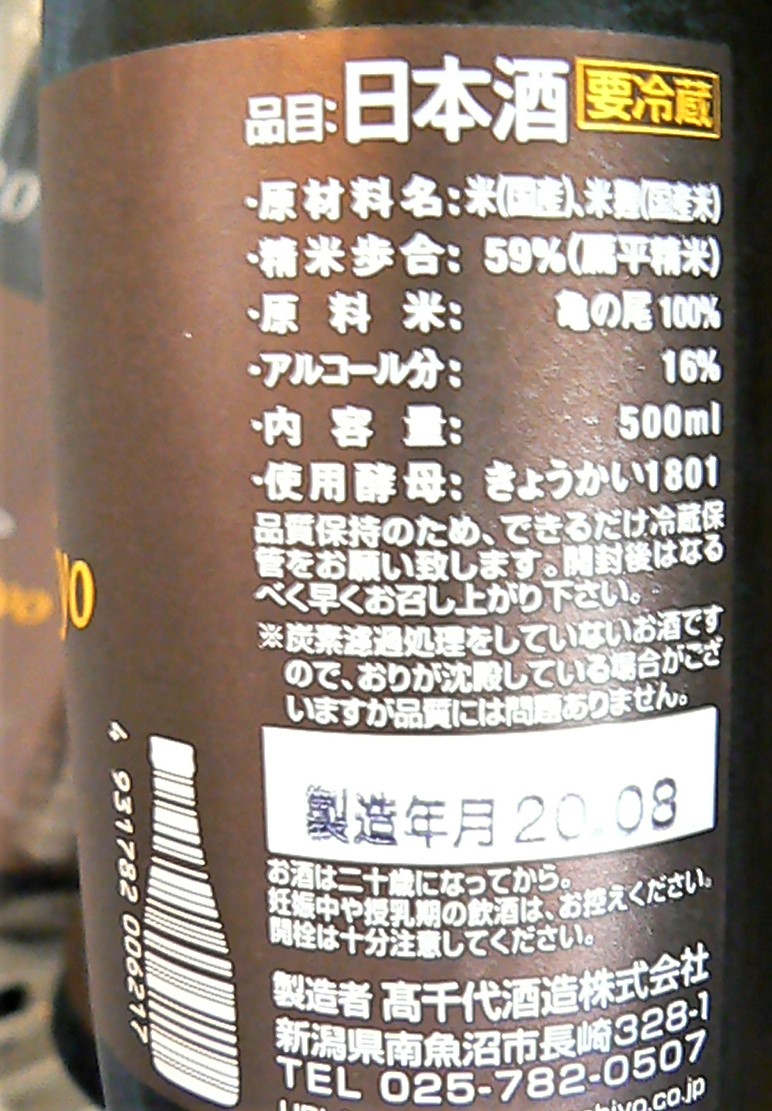 品目:日本酒 要冷蔵
・原材料名:米(国産)、米麹(国産米)
・精米歩合: 59%(扁平精米)
・原料米: 亀の尾100%
・アルコール分: 16%
・内容量: 500ml
・使用酵母: きょうかい1801
品質保持のため、できるだけ冷蔵保
管をお願い致します。開封後はなる
べく早くお召し上がり下さい。
※炭素濾過処理をしていないお酒です
ので、おりが沈殿している場合がござ
いますが品質には問題ありません。
製造年月 20.08
お酒は二十歳になってから。
妊娠中や授乳期の飲酒は、お控えください。
開栓は十分注意してください。
製造者 髙千代酒造株式会社
新潟県南魚沼市長崎328-1
TEL 025-782-0507
4 931782 006217
yo